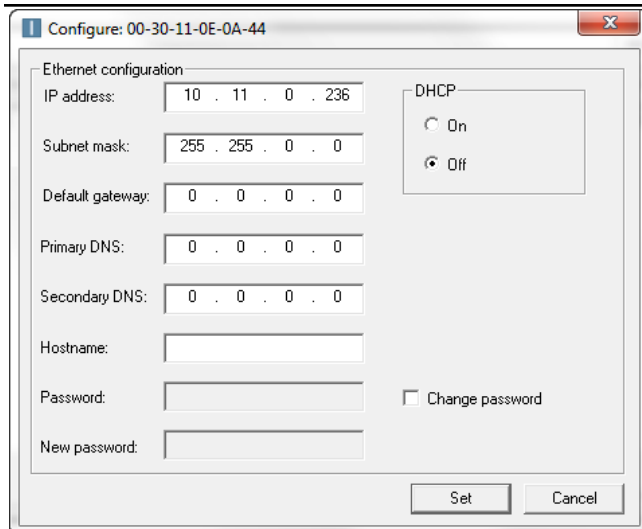 Configure: 00-30-11-0E-0A-44
Ethernet configuration
IP address: 10 . 11 . 0 . 236
DHCP
On
Subnet mask: 255 . 255 . 0 . 0
Off
Default gateway: 0 . 0 . 0 . 0
Primary DNS: 0 . 0 . 0 . 0
Secondary DNS: 0 . 0 . 0 . 0
Hostname:
Password:
Change password
New password:
Set Cancel